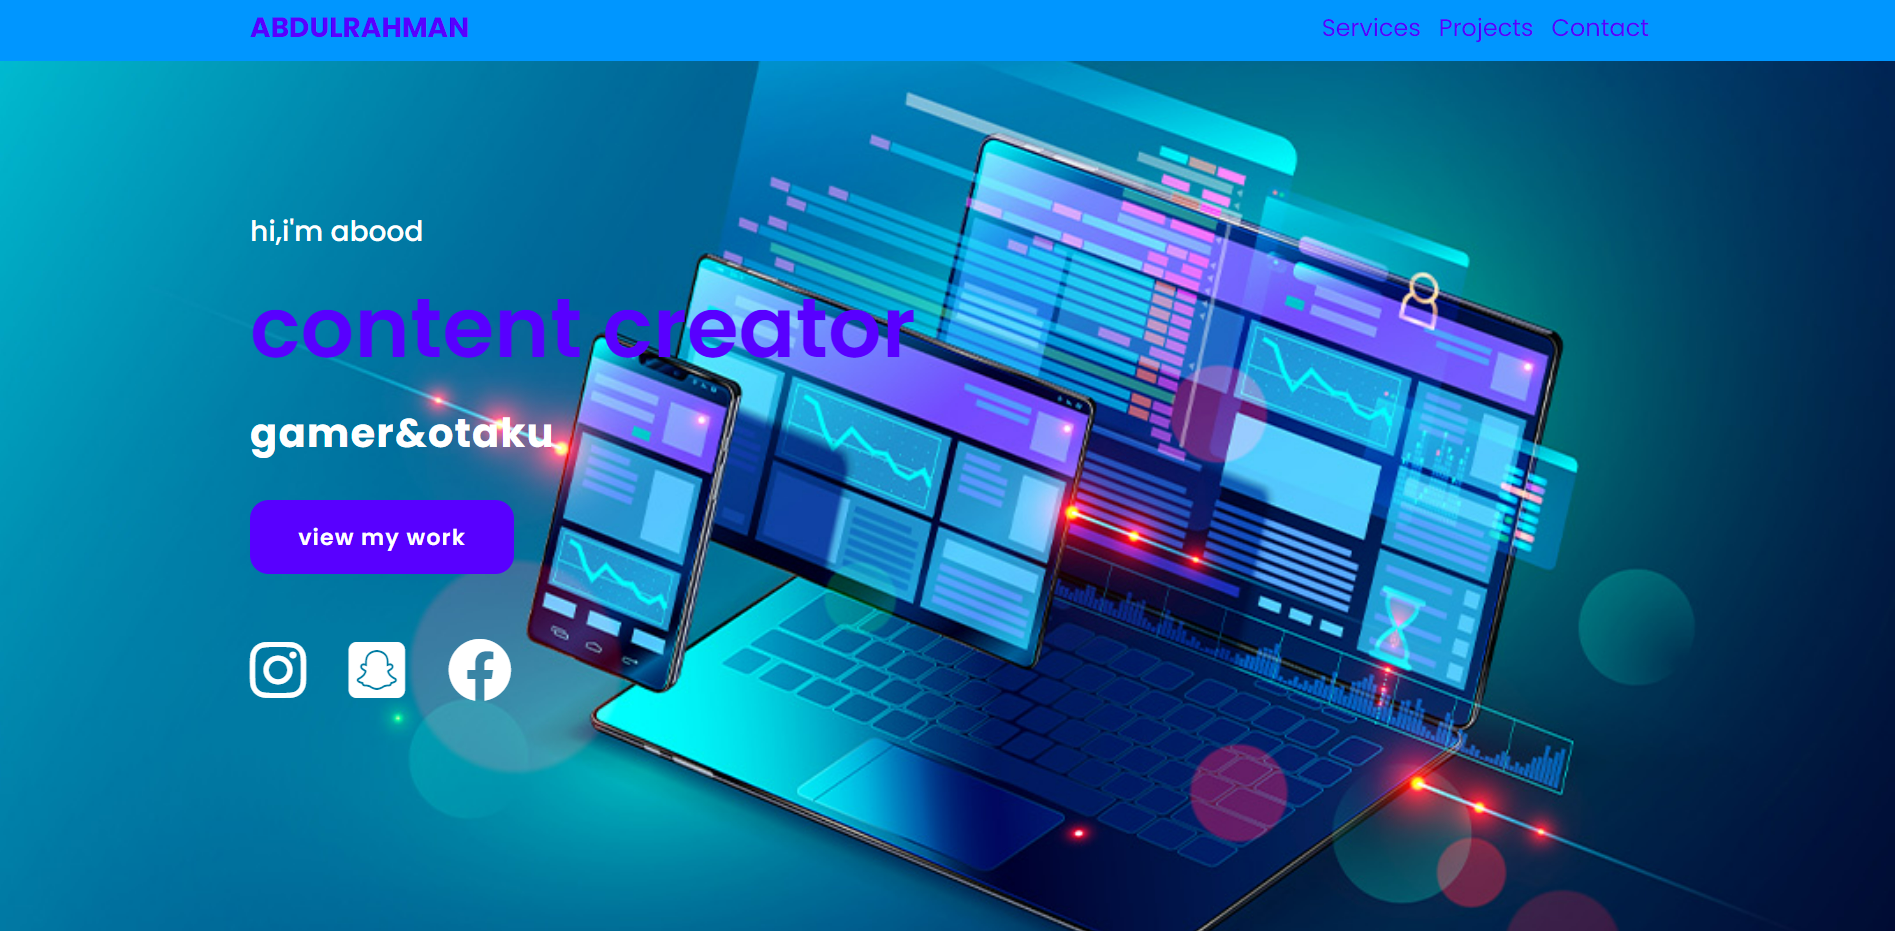 ABDULRAHMAN
Services Projects Contact
hi,i'm abood
content creator
gamer&otaku
view my work